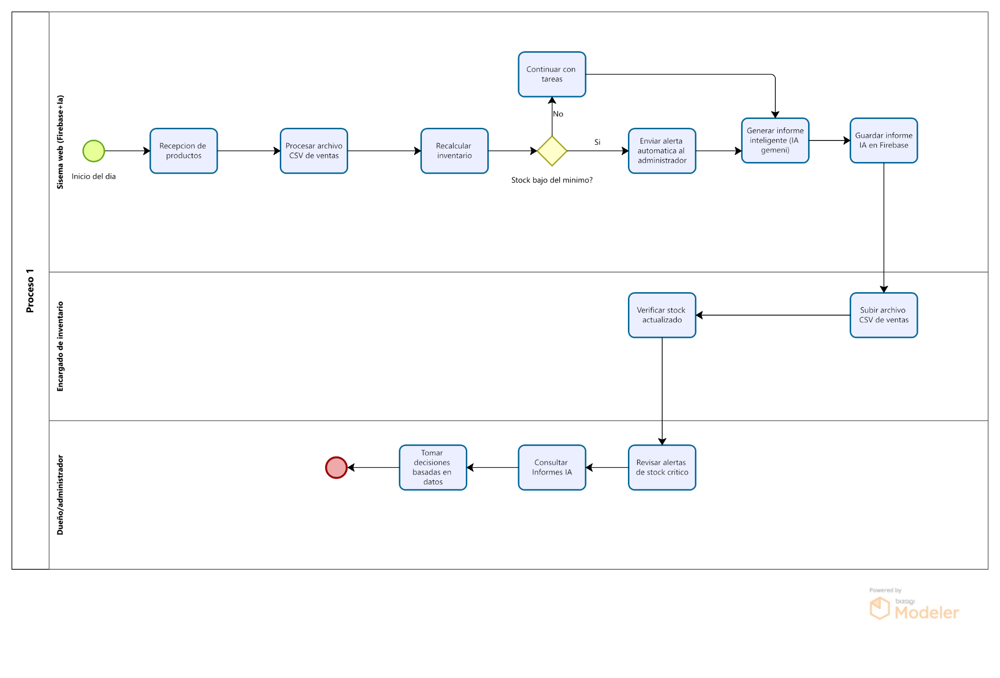 Proceso 1
Sisema web (Firebase+Ia)
Inicio del dia
Recepcion de
productos
Procesar archivo
CSV de ventas
Recalcular
inventario
Stock bajo del minimo?
No
Continuar con
tareas
Si
Enviar alerta
automatica al
administrador
Generar informe
inteligente (IA
gemeni)
Guardar informe
IA en Firebase
Encargado de inventario
Subir archivo
CSV de ventas
Verificar stock
actualizado
Dueño/administrador
Revisar alertas
de stock critico
Consultar
Informes IA
Tomar
decisiones
basadas en
datos
Powered by
bizagi
Modeler